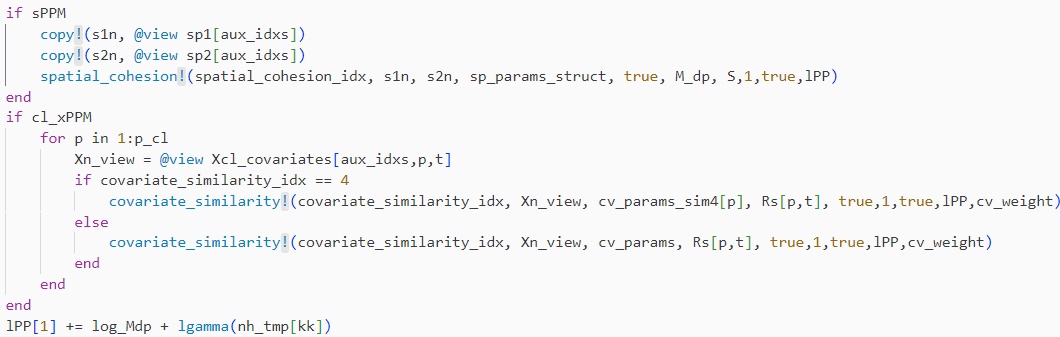 if sPPM
    copy!(s1n, @view sp1[aux_idxs])
    copy!(s2n, @view sp2[aux_idxs])
    spatial_cohesion!(spatial_cohesion_idx, s1n, s2n, sp_params_struct, true, M_dp, S,1,true,lPP)
end
if cl_xPPM
    for p in 1:p_cl
        Xn_view = @view Xcl_covariates[aux_idxs,p,t]
        if covariate_similarity_idx == 4
            covariate_similarity!(covariate_similarity_idx, Xn_view, cv_params_sim4[p], Rs[p,t], true,1,true,lPP,cv_weight)
        else
            covariate_similarity!(covariate_similarity_idx, Xn_view, cv_params, Rs[p,t], true,1,true,lPP,cv_weight)
        end
    end
end
lPP[1] += log_Mdp + lgamma(nh_tmp[kk])